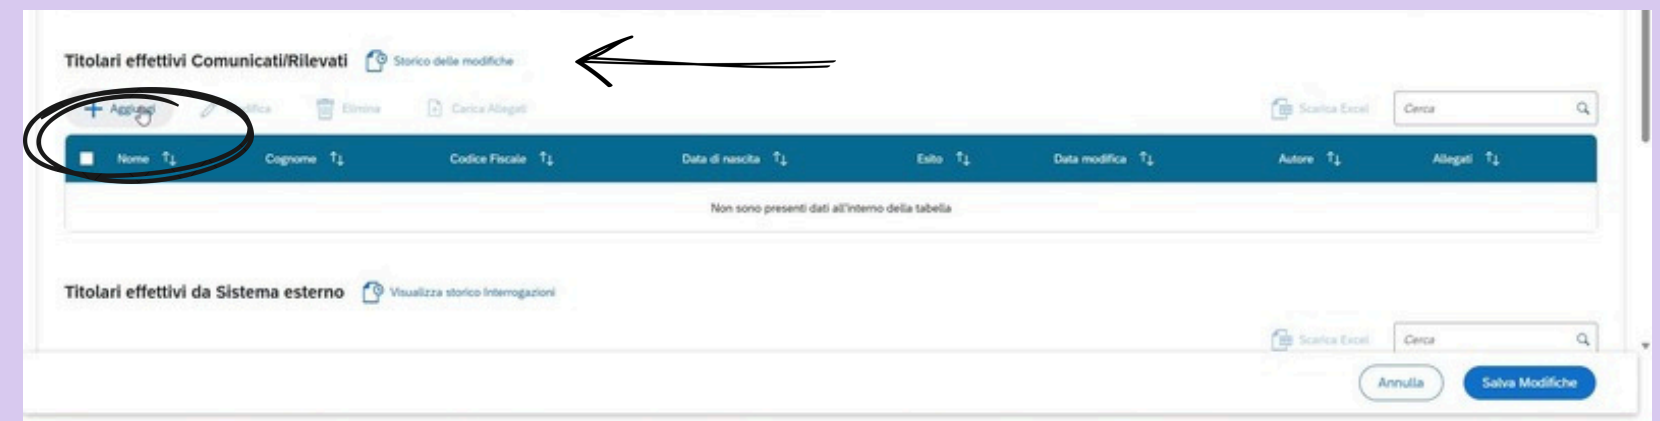 Titolari effettivi Comunicati/Rilevati Storico delle modifiche
Aggiungi Elimina Carica Allegati Scarica Excel Cerca
Nome Cognome Codice Fiscale Data di nascita Esito Data modifica Autore Allegati
Non sono presenti dati all'interno della tabella
Titolari effettivi da Sistema esterno Visualizza storico Interrogazioni
Scarica Excel Cerca
Annulla Salva Modifiche